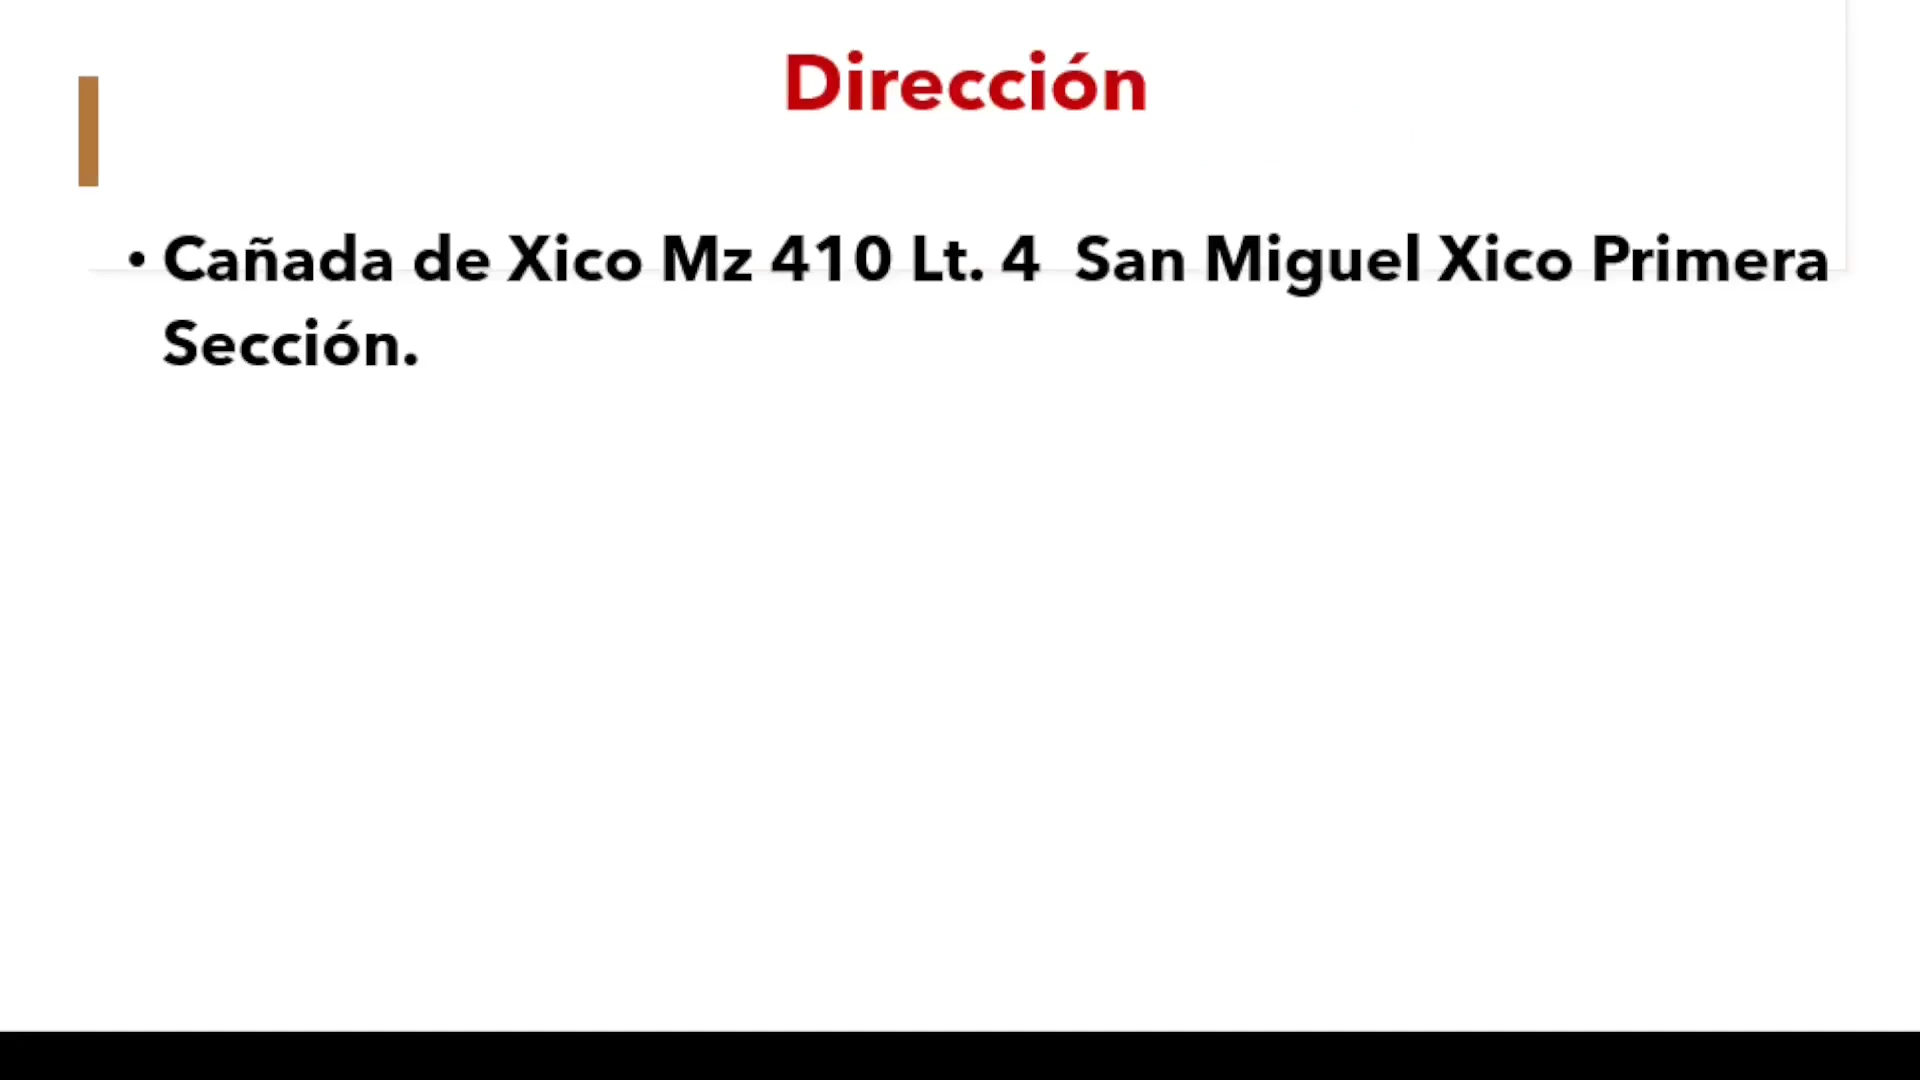 Dirección
• Cañada de Xico Mz 410 Lt. 4  San Miguel Xico Primera
Sección.